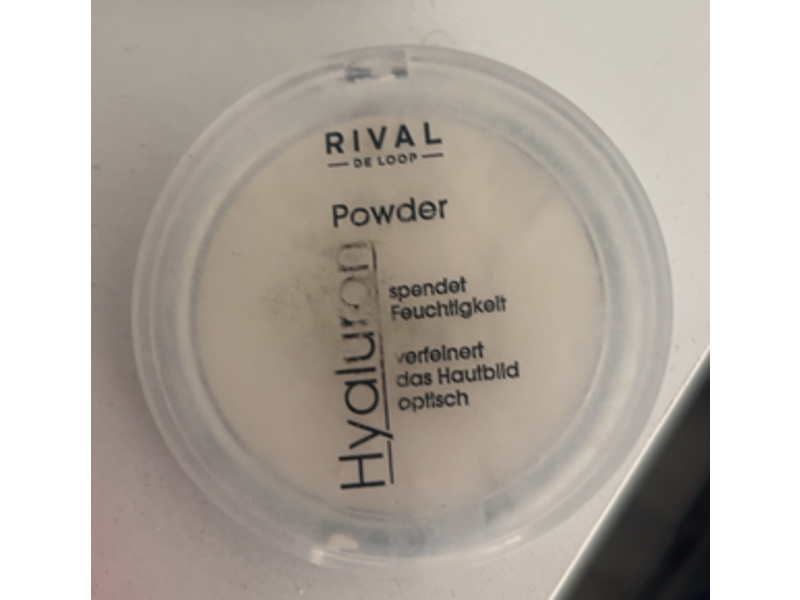 RIVAL
DE LOOP
Powder
Hyaluron
spendet
Feuchtigkeit
verfeinert
das Hautbild
optisch